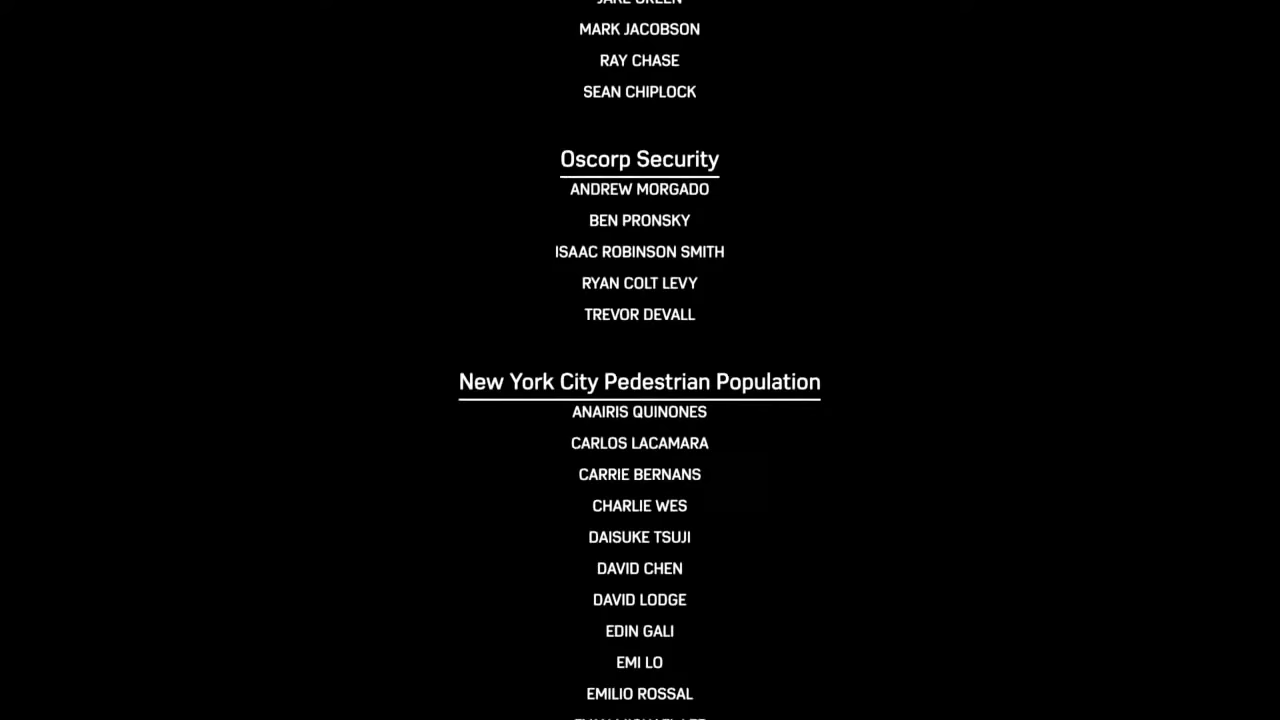 MARK JACOBSON
RAY CHASE
SEAN CHIPLOCK
Oscorp Security
ANDREW MORGADO
BEN PRONSKY
ISAAC ROBINSON SMITH
RYAN COLT LEVY
TREVOR DEVALL
New York City Pedestrian Population
ANAIRIS QUINONES
CARLOS LACAMARA
CARRIE BERNANS
CHARLIE WES
DAISUKE TSUJI
DAVID CHEN
DAVID LODGE
EDIN GALI
EMI LO
EMILIO ROSSAL